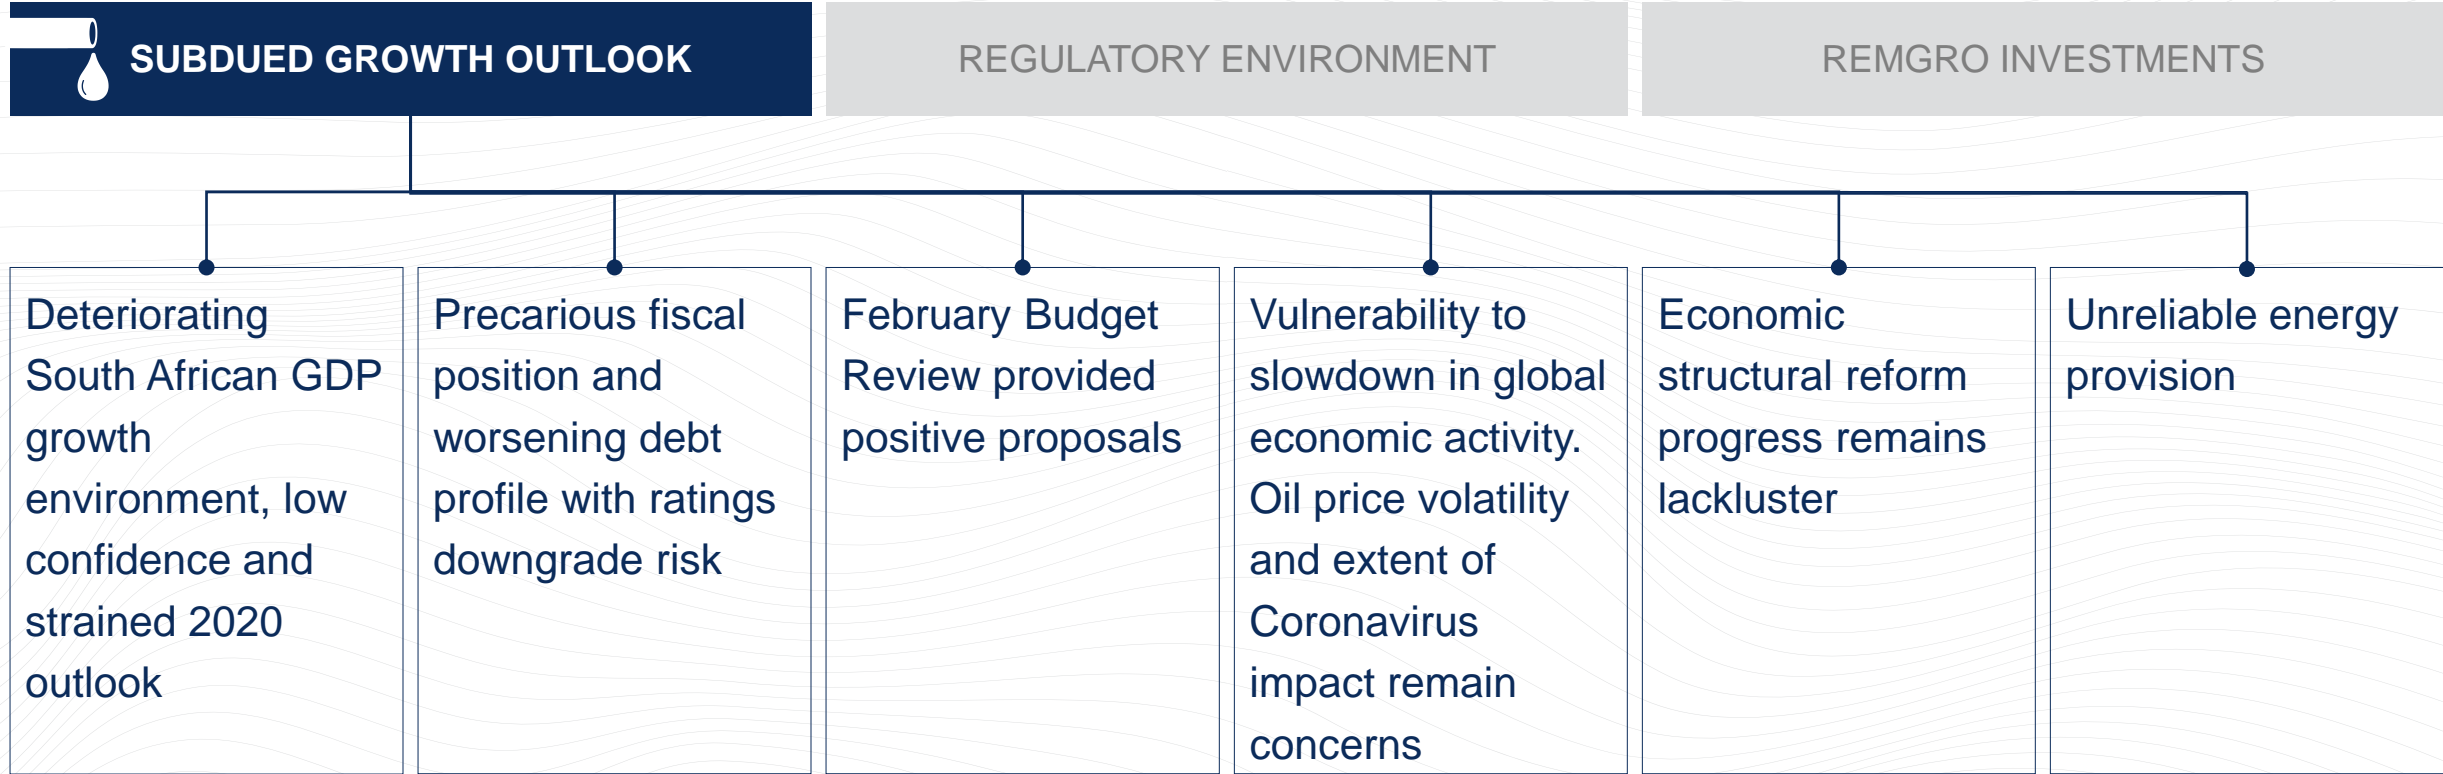 SUBDUED GROWTH OUTLOOK
REGULATORY ENVIRONMENT
REMGRO INVESTMENTS
Deteriorating
South African GDP
growth
environment, low
confidence and
strained 2020
outlook
Precarious fiscal
position and
worsening debt
profile with ratings
downgrade risk
February Budget
Review provided
positive proposals
Vulnerability to
slowdown in global
economic activity.
Oil price volatility
and extent of
Coronavirus
impact remain
concerns
Economic
structural reform
progress remains
lackluster
Unreliable energy
provision